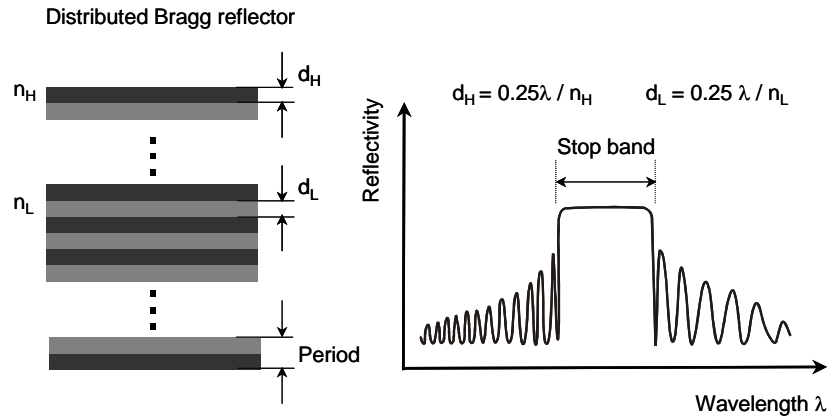 Distributed Bragg reflector
n_H
d_H
n_L
d_L
Period
d_H = 0.25λ / n_H
d_L = 0.25 λ / n_L
Stop band
Reflectivity
Wavelength λ